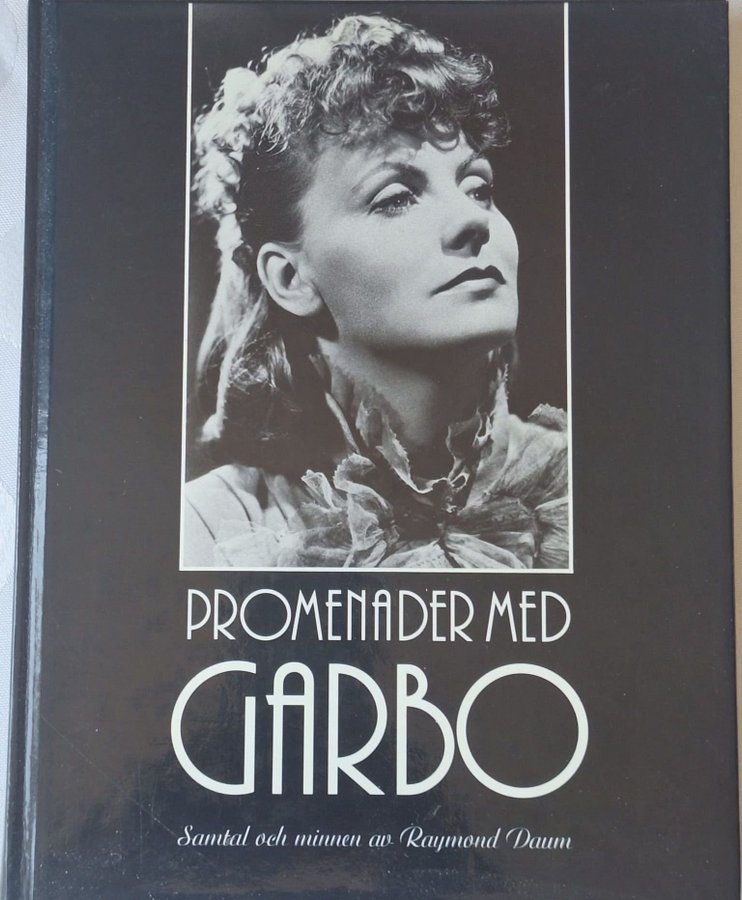 PROMENADER MED
GARBO
Samtal och minnen av Raymond Daum